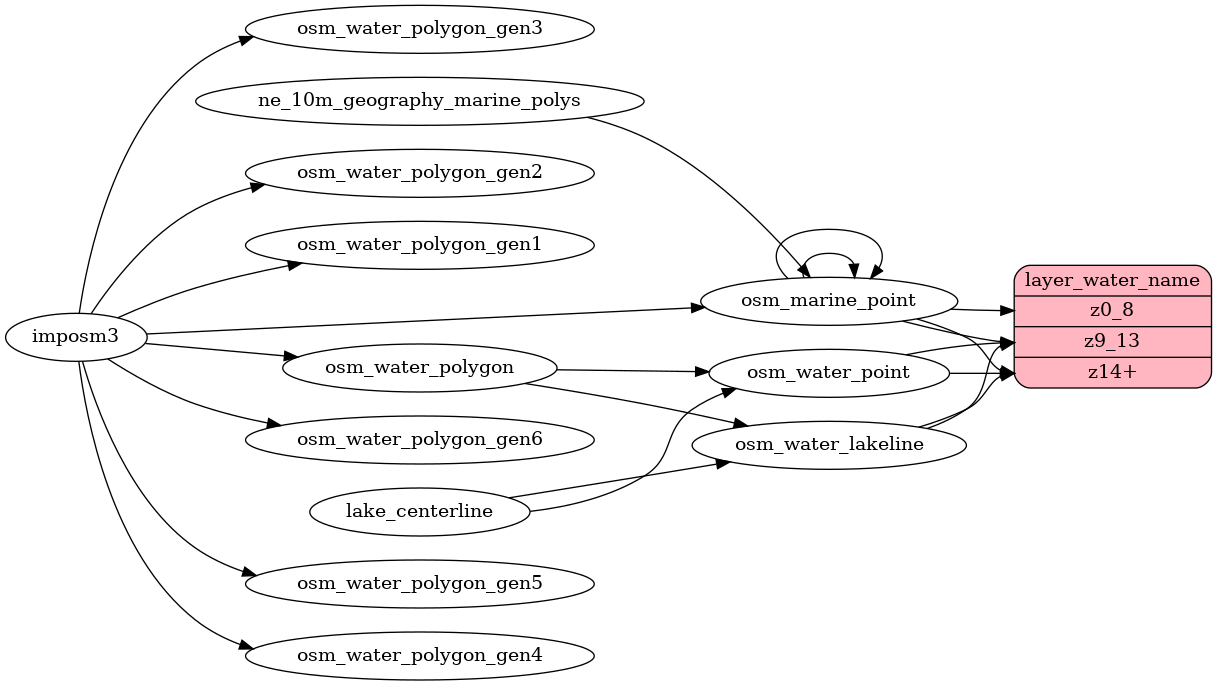 osm_water_polygon_gen3
ne_10m_geography_marine_polys
osm_water_polygon_gen2
osm_water_polygon_gen1
imposm3
osm_marine_point
layer_water_name
z0_8
z9_13
z14+
osm_water_polygon
osm_water_point
osm_water_polygon_gen6
osm_water_lakeline
lake_centerline
osm_water_polygon_gen5
osm_water_polygon_gen4